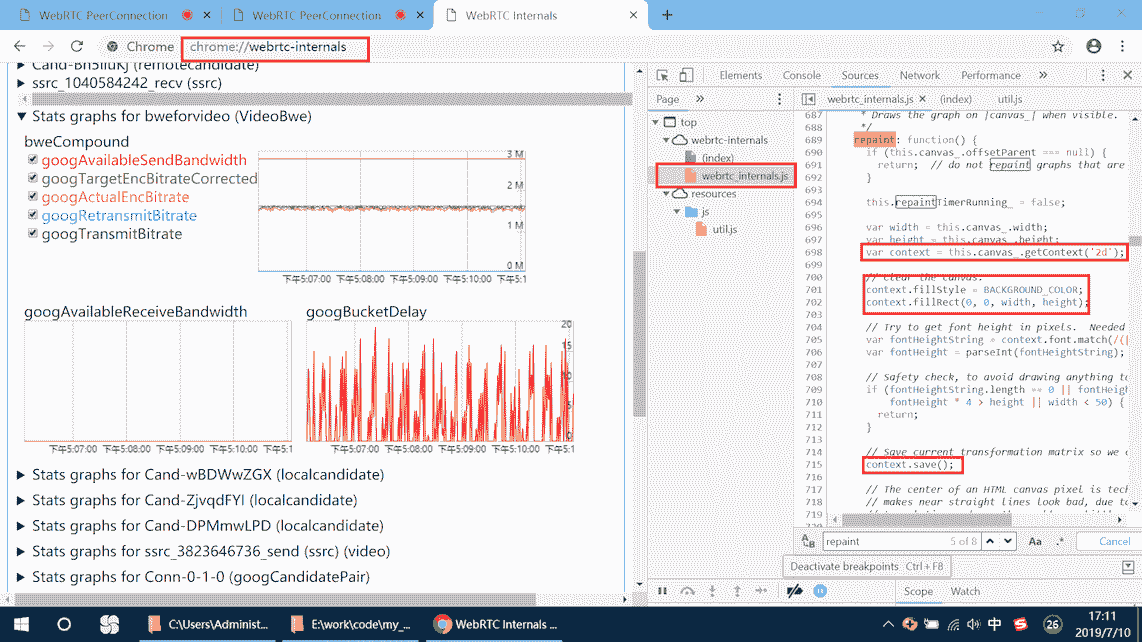 WebRTC PeerConnection
WebRTC PeerConnection
WebRTC Internals
Chrome chrome://webrtc-internals
Cand-Bh5IIuKJ (remotecandidate)
ssrc_1040584242_recv (ssrc)
Stats graphs for bweforvideo (VideoBwe)
bweCompound
googAvailableSendBandwidth
googTargetEncBitrateCorrected
googActualEncBitrate
googRetransmitBitrate
googTransmitBitrate
3 M
2 M
1 M
0 M
下午5:07:00 下午5:08:00 下午5:09:00 下午5:10:00 下午5:1
googAvailableReceiveBandwidth
下午5:07:00 下午5:08:00 下午5:09:00 下午5:10:00 下午5:1
googBucketDelay
20
15
10
5
0
下午5:07:00 下午5:08:00 下午5:09:00 下午5:10:00 下午5:1
Stats graphs for Cand-wBDWwZGX (localcandidate)
Stats graphs for Cand-ZjvqdFYI (localcandidate)
Stats graphs for Cand-DPMmwLPD (localcandidate)
Stats graphs for ssrc_3823646736_send (ssrc) (video)
Stats graphs for Conn-0-1-0 (googCandidatePair)
Elements Console Sources Network Performance »
Page »
webrtc_internals.js × (index) util.js
top
webrtc-internals
(index)
webrtc_internals.js
resources
js
util.js
687 * Draws the graph on |canvas_| when visible.
688 */
689 repaint: function() {
690 if (this.canvas_.offsetParent === null) {
691 return; // do not repaint graphs that are
692 }
693
694 this.repaintTimerRunning_ = false;
695
696 var width = this.canvas_.width;
697 var height = this.canvas_.height;
698 var context = this.canvas_.getContext('2d');
699
700 // Clear the canvas.
701 context.fillStyle = BACKGROUND_COLOR;
702 context.fillRect(0, 0, width, height);
703
704 // Try to get font height in pixels. Needed
705 var fontHeightString = context.font.match(/(|
706 var fontHeight = parseInt(fontHeightString);
707
708 // Safety check, to avoid drawing anything to
709 if (fontHeightString.length == 0 || fontHeigh
710 fontHeight * 4 > height || width < 50) {
711 return;
712 }
713
714 // Save current transformation matrix so we c
715 context.save();
716
717 // The center of an HTML canvas pixel is tech
718 // makes near straight lines look bad, due to
719
repaint 5 of 8 Aa .* Cancel
Deactivate breakpoints Ctrl + F8
Scope Watch
C:\Users\Administ...
E:\work\code\my_...
WebRTC Internals ...
中
26
17:11
2019/7/10